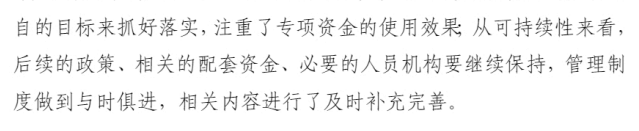 自的目标来抓好落实，注重了专项资金的使用效果；从可持续性来看，
后续的政策、相关的配套资金、必要的人员机构要继续保持，管理制
度做到与时俱进，相关内容进行了及时补充完善。